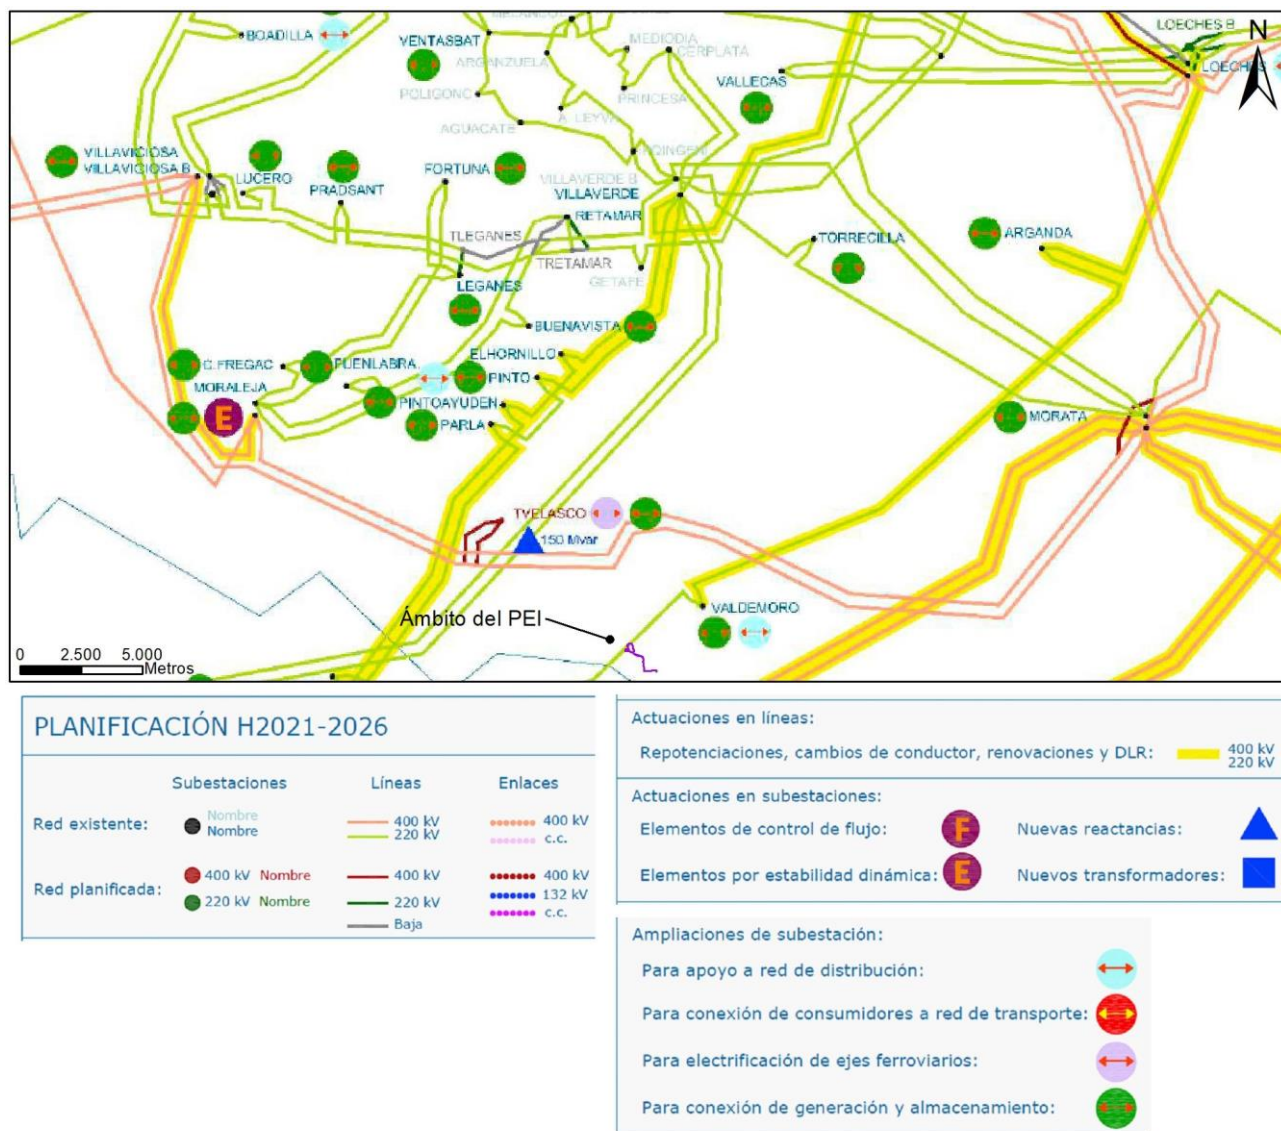 BOADILLA
VENTASBAT
ARGANZUELA
MEDIODIA
CERPLATA
LOECHES B
LOECHES
N
POLIGONC
PRINCESA
VALLECAS
A. LEYVA
AGUACATE
VILLAVICIOSA
VILLAVICIOSA B
LUCERO
PRADSANT
FORTUNA
VILLAVERDE B
VILLAVERDE
RETAMAR
TLEGANES
TRETAMAR
GETAFE
LEGANES
TORRECILLA
ARGANDA
BUENAVISTA
ELHORNILLO
C.FREGAC
FUENLABRA.
PINTO
MORALEJA
E
PINTOAYUDEN
PARLA
MORATA
TVELASCO
150 Mvar
Ámbito del PEI
VALDEMORO
0 2.500 5.000
Metros
PLANIFICACIÓN H2021-2026
Subestaciones Líneas Enlaces
Red existente:
Nombre
Nombre
400 kV
220 kV
400 kV
c.c.
Red planificada:
400 kV Nombre
220 kV Nombre
400 kV
220 kV
Baja
400 kV
132 kV
c.c.
Actuaciones en líneas:
Repotenciaciones, cambios de conductor, renovaciones y DLR:
400 kV
220 kV
Actuaciones en subestaciones:
Elementos de control de flujo: F Nuevas reactancias:
Elementos por estabilidad dinámica: E Nuevos transformadores:
Ampliaciones de subestación:
Para apoyo a red de distribución:
Para conexión de consumidores a red de transporte:
Para electrificación de ejes ferroviarios:
Para conexión de generación y almacenamiento: